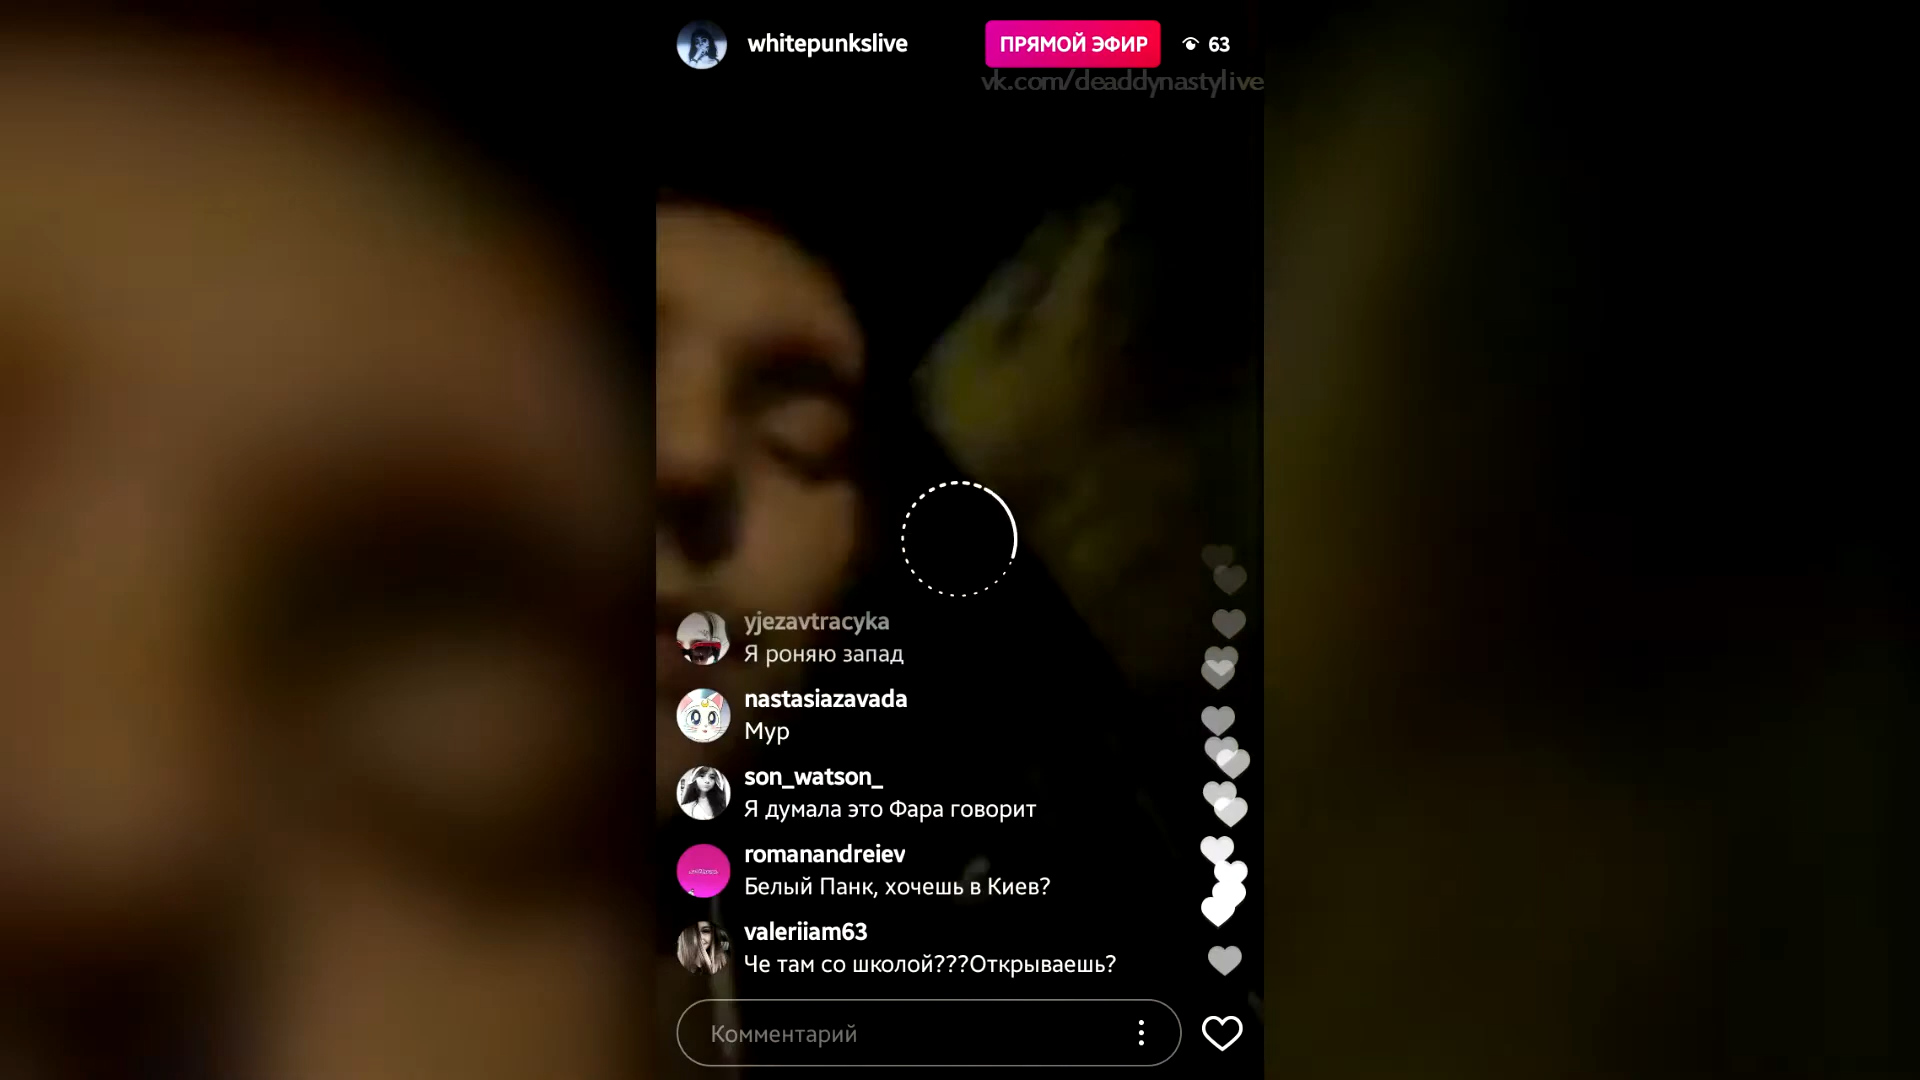 whitepunkslive
ПРЯМОЙ ЭФИР
63
vk.com/deaddynastylive
yjezavtracyka
Я роняю запад
nastasiazavada
Мур
son_watson_
Я думала это Фара говорит
romanandreiev
Белый Панк, хочешь в Киев?
valeriiam63
Че там со школой???Открываешь?
Комментарий